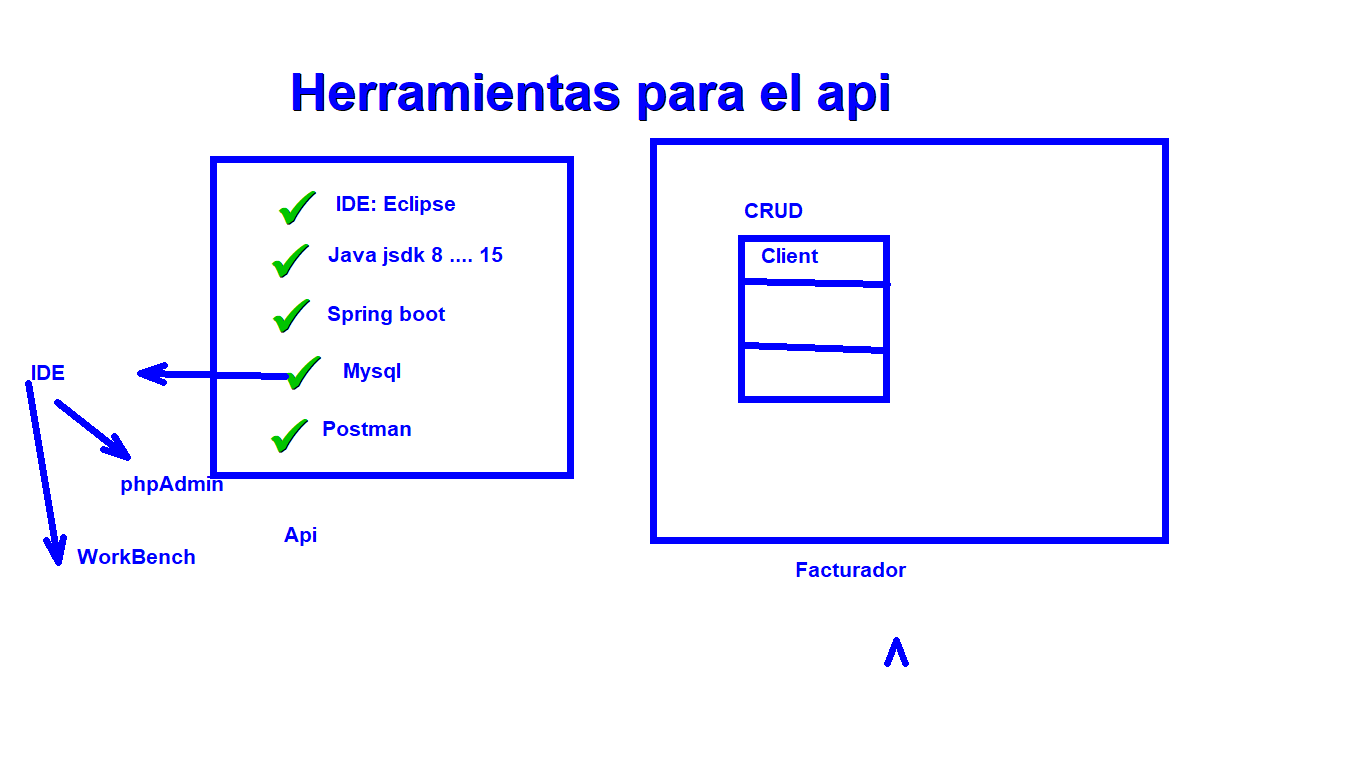 Herramientas para el api
IDE: Eclipse
Java jsdk 8 .... 15
Spring boot
Mysql
Postman
IDE
phpAdmin
WorkBench
Api
CRUD
Client
Facturador